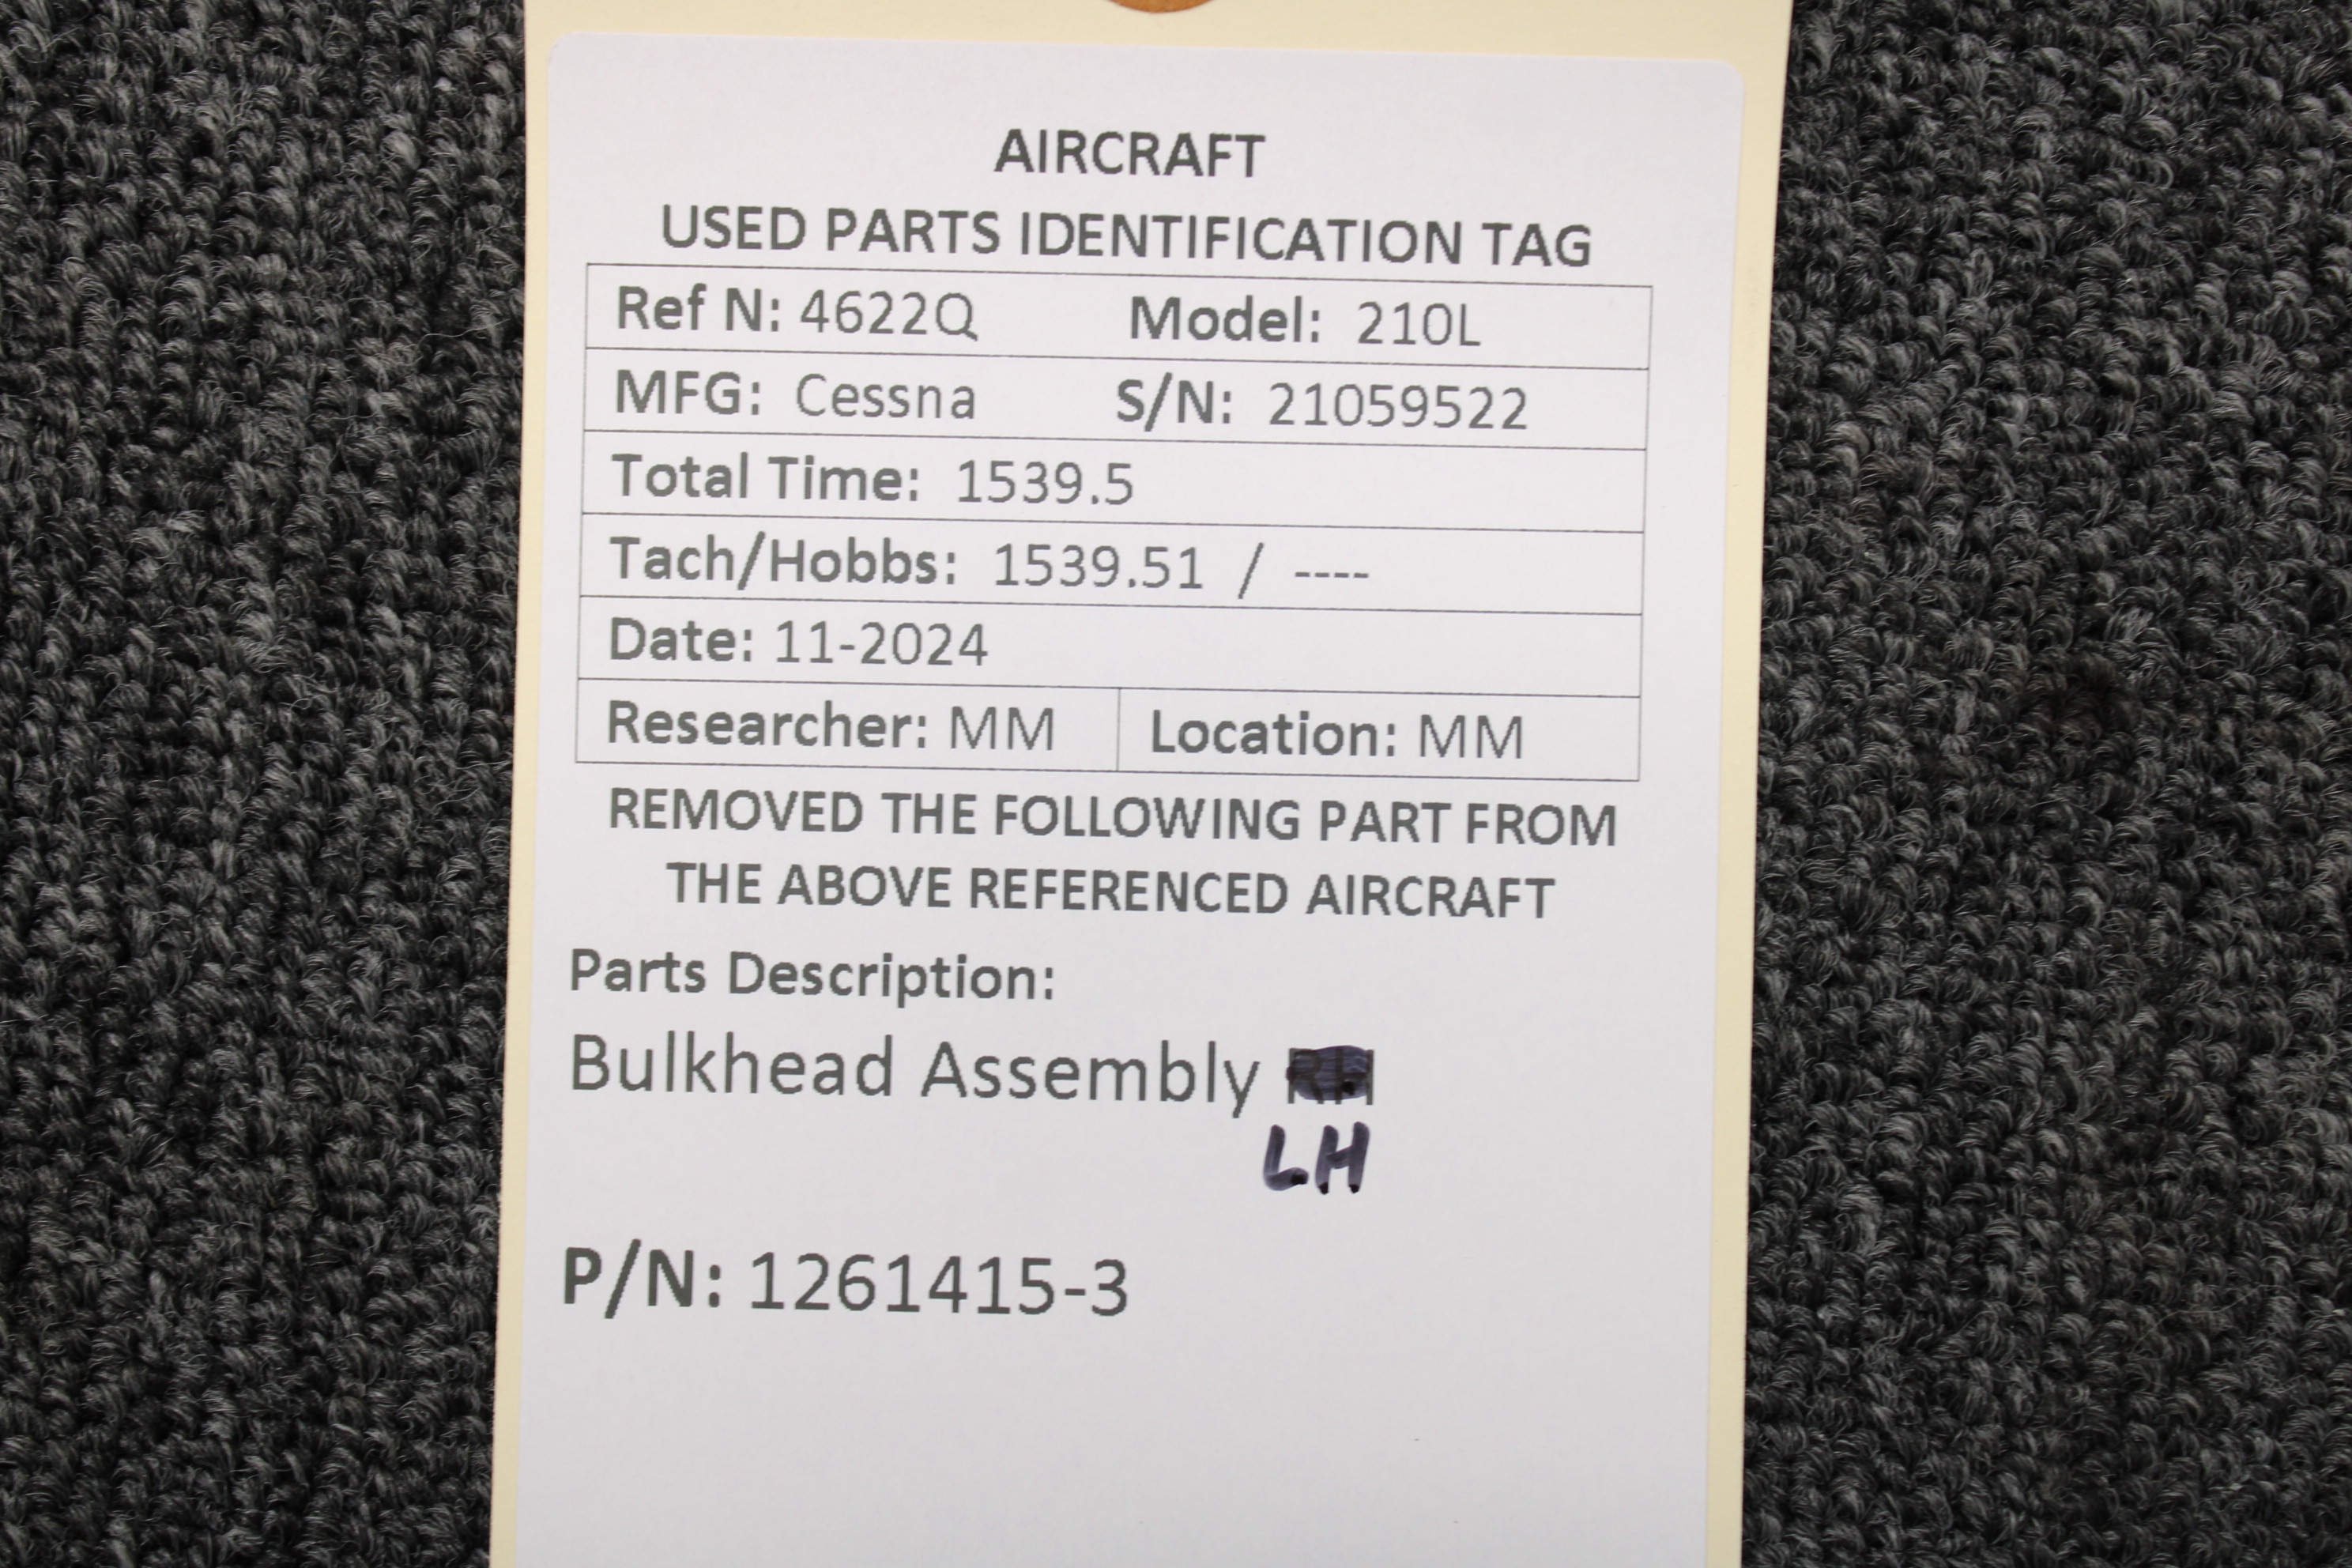 AIRCRAFT
USED PARTS IDENTIFICATION TAG
Ref N: 4622Q Model: 210L
MFG: Cessna S/N: 21059522
Total Time: 1539.5
Tach/Hobbs: 1539.51 / ----
Date: 11-2024
Researcher: MM Location: MM
REMOVED THE FOLLOWING PART FROM
THE ABOVE REFERENCED AIRCRAFT
Parts Description:
Bulkhead Assembly RH
LH
P/N: 1261415-3